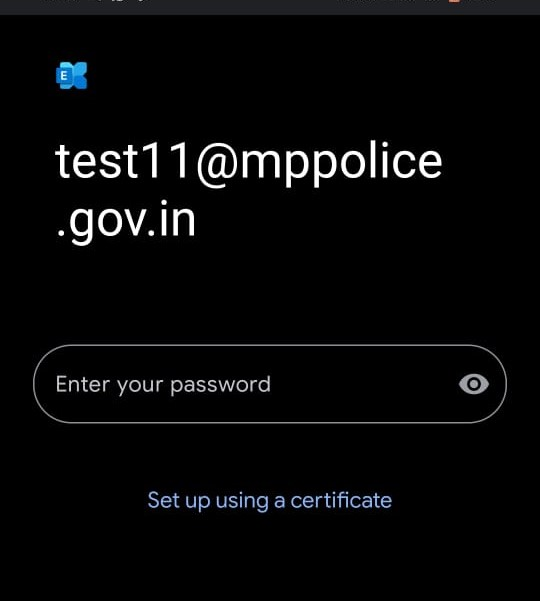 E
test11@mppolice
.gov.in
Enter your password
Set up using a certificate